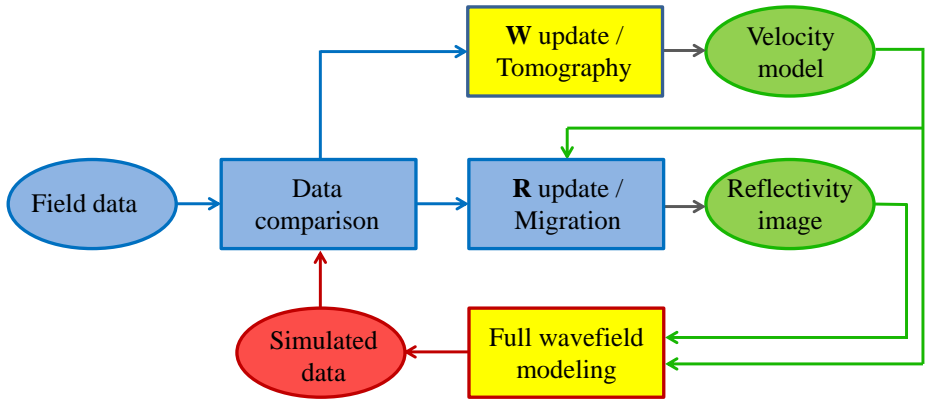 W update /
Tomography
Velocity
model
Field data
Data
comparison
R update /
Migration
Reflectivity
image
Simulated
data
Full wavefield
modeling